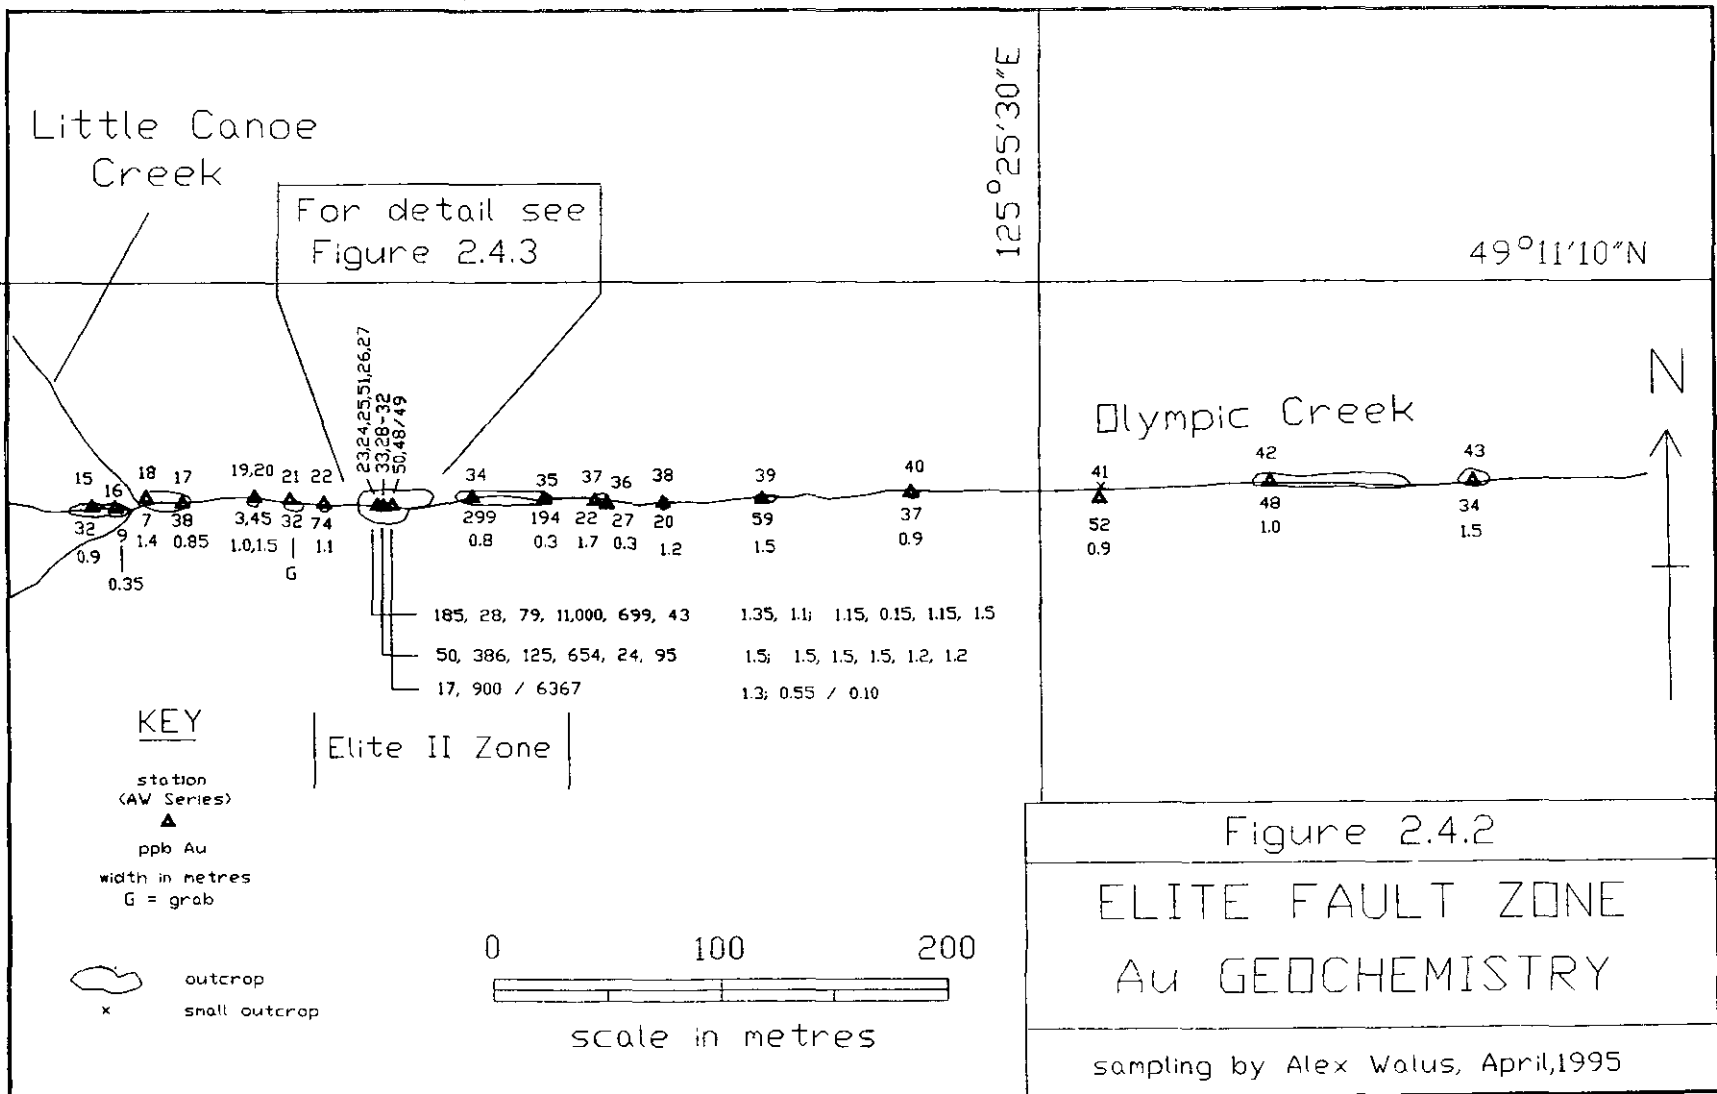 Little Canoe
Creek
For detail see
Figure 2.4.3
125°25'30"E
49°11'10"N
N
Olympic Creek
23,24,25,51,26,27
33,28-32
50,48/49
15
16
18
17
19,20
21
22
34
35
37
36
38
39
40
41
42
43
32
0.9
9
0.35
7
1.4
38
0.85
3,45
1.0,1.5
32
G
74
1.1
299
0.8
194
0.3
22
1.7
27
0.3
20
1.2
59
1.5
37
0.9
52
0.9
48
1.0
34
1.5
185, 28, 79, 11,000, 699, 43 1.35, 1.1; 1.15, 0.15, 1.15, 1.5
50, 386, 125, 654, 24, 95 1.5; 1.5, 1.5, 1.5, 1.2, 1.2
17, 900 / 6367 1.3; 0.55 / 0.10
Elite II Zone
KEY
station
(AW Series)
ppb Au
width in metres
G = grab
outcrop
x small outcrop
0 100 200
scale in metres
Figure 2.4.2
ELITE FAULT ZONE
Au GEOCHEMISTRY
sampling by Alex Walus, April,1995